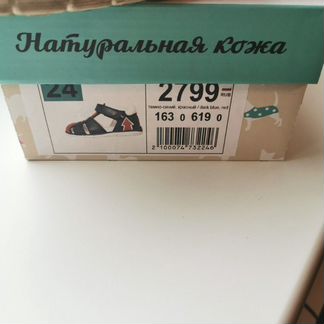 Натуральная кожа
24
2799
темно-синий, красный / dark blue, red
163 0 619 0
2100074732246